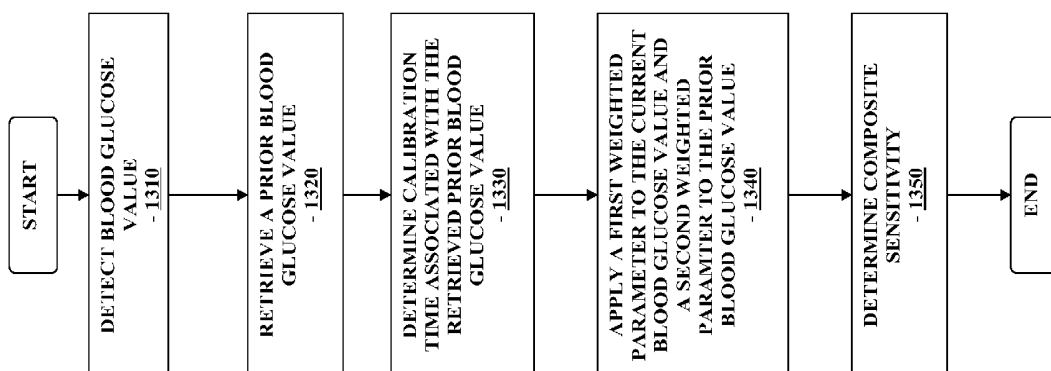 START
DETECT BLOOD GLUCOSE
VALUE
- 1310
RETRIEVE A PRIOR BLOOD
GLUCOSE VALUE
- 1320
DETERMINE CALIBRATION
TIME ASSOCIATED WITH THE
RETRIEVED PRIOR BLOOD
GLUCOSE VALUE
- 1330
APPLY A FIRST WEIGHTED
PARAMETER TO THE CURRENT
BLOOD GLUCOSE VALUE AND
A SECOND WEIGHTED
PARAMTER TO THE PRIOR
BLOOD GLUCOSE VALUE
- 1340
DETERMINE COMPOSITE
SENSITIVITY
- 1350
END